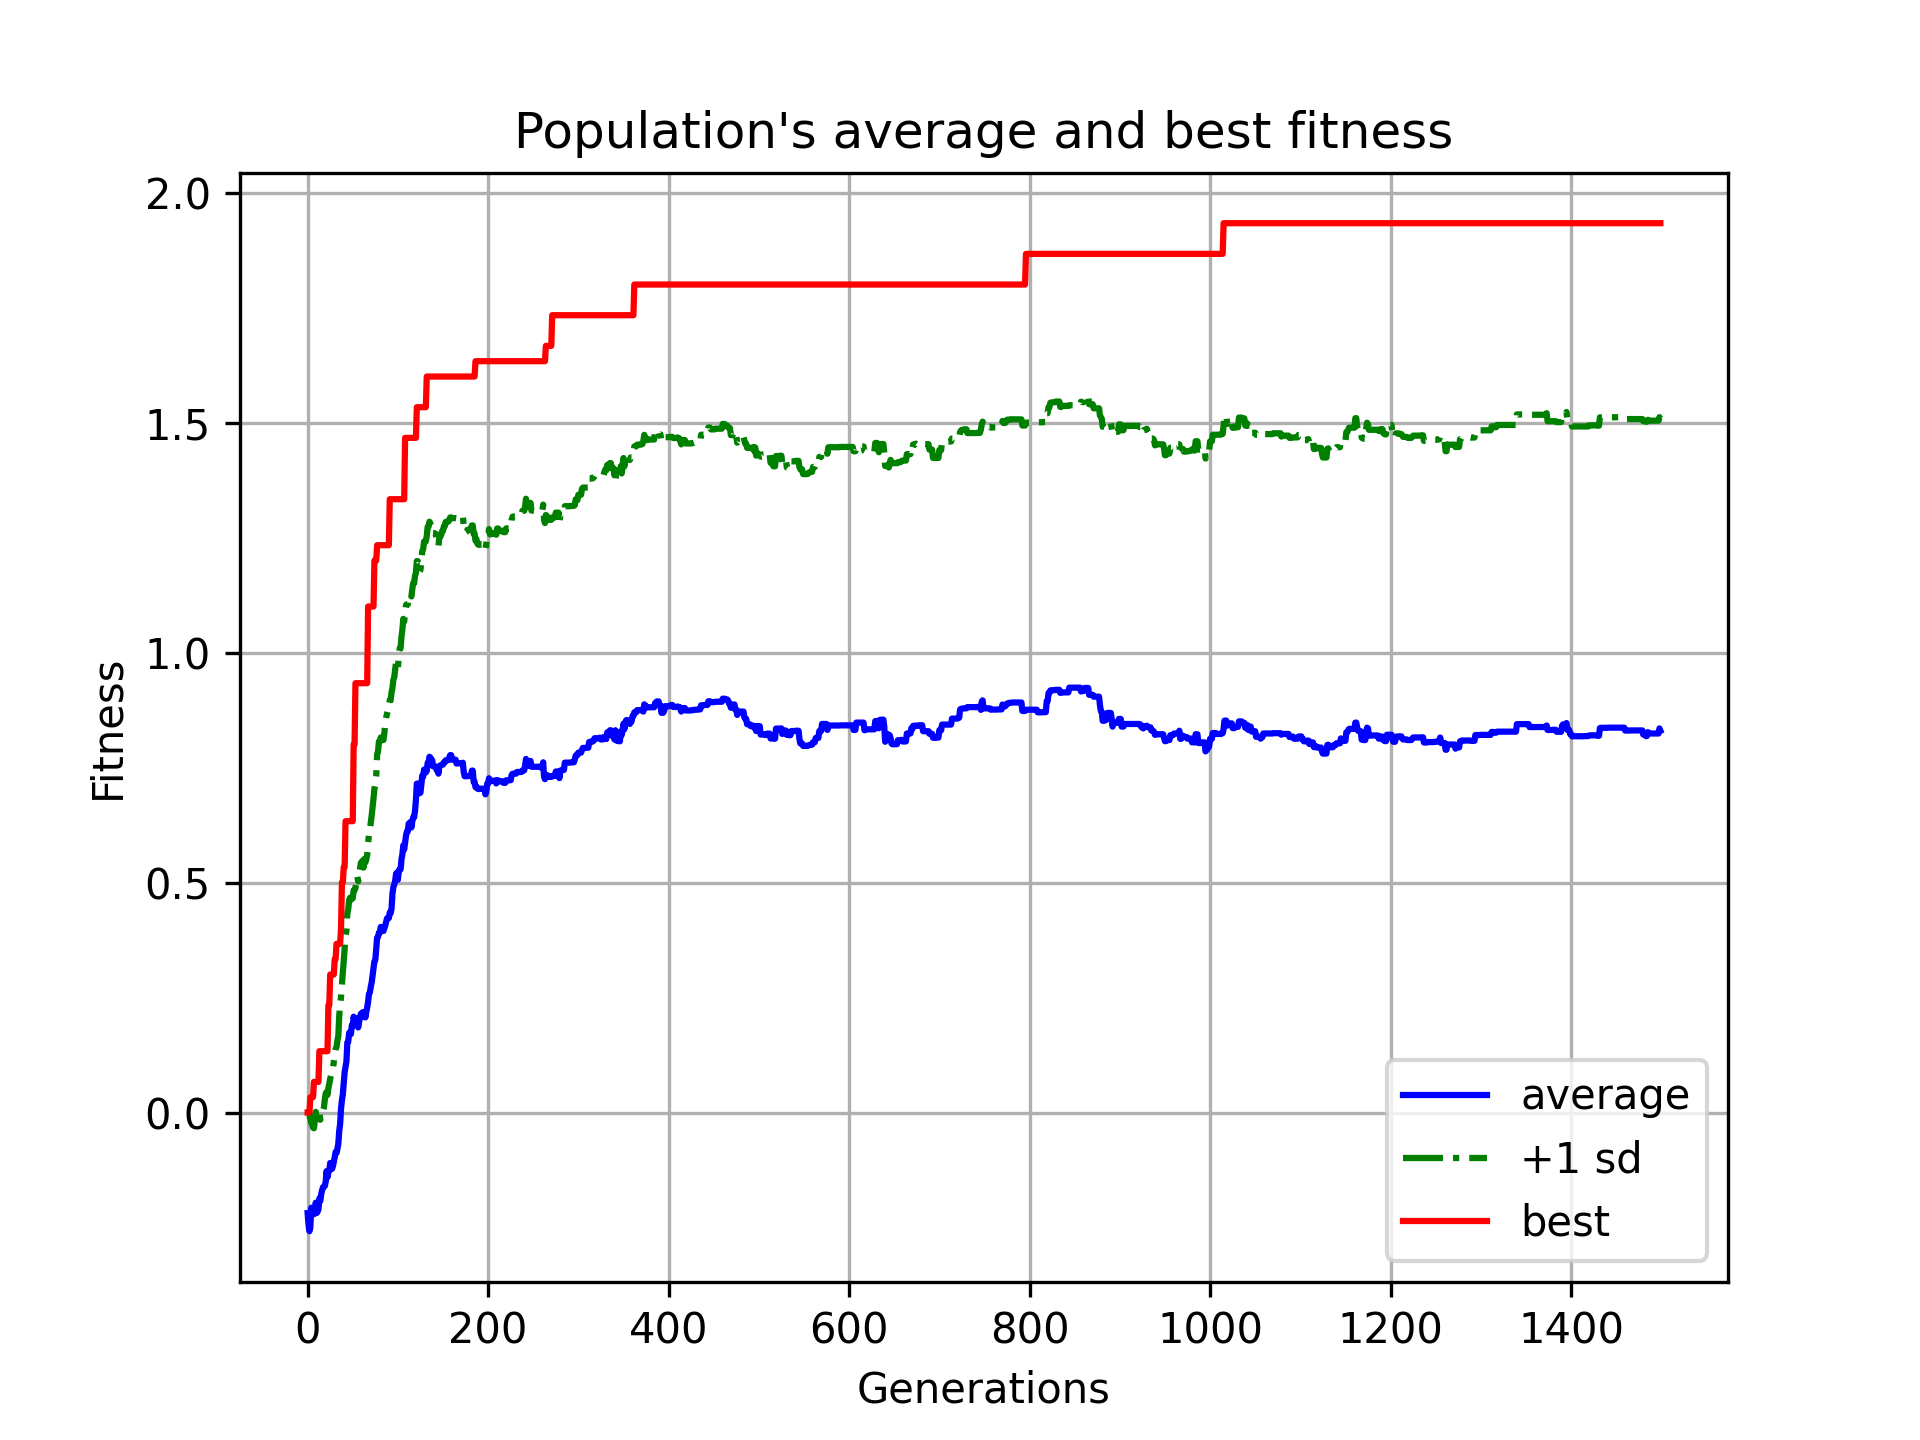 Population's average and best fitness
2.0
1.5
1.0
0.5
0.0
Fitness
0 200 400 600 800 1000 1200 1400
Generations
average
+1 sd
best